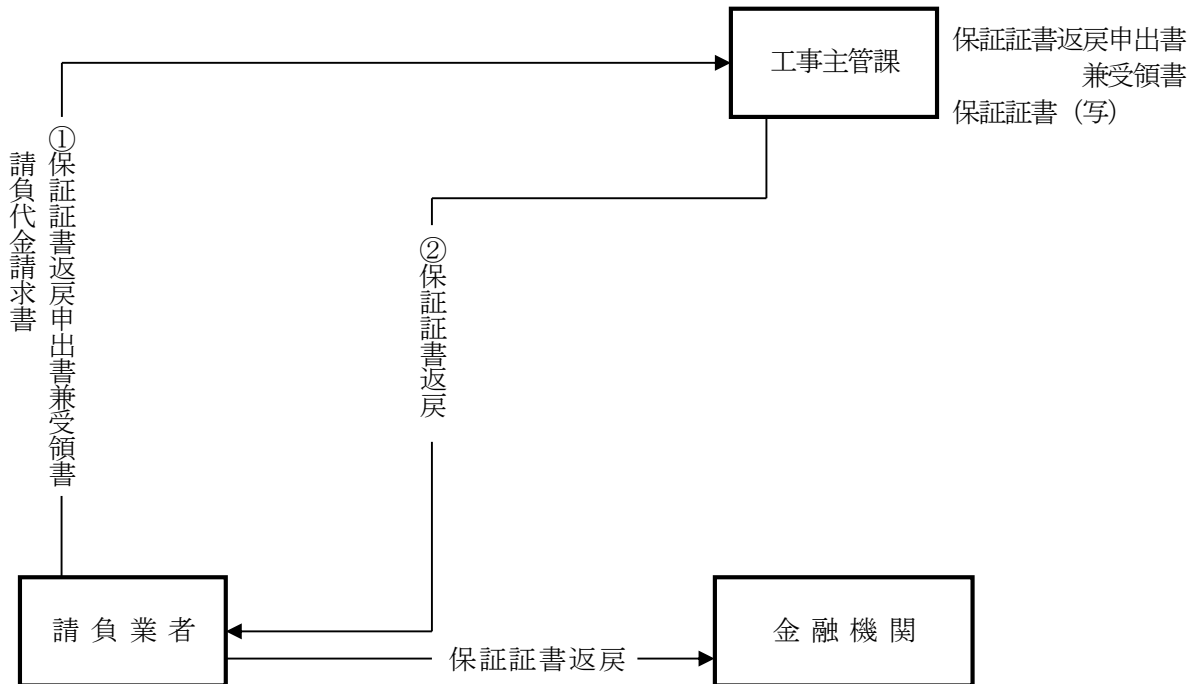 工事主管課
保証証書返戻申出書
兼受領書
保証証書（写）
①保証証書返戻申出書兼受領書
請負代金請求書
②保証証書返戻
請負業者
保証証書返戻
金融機関